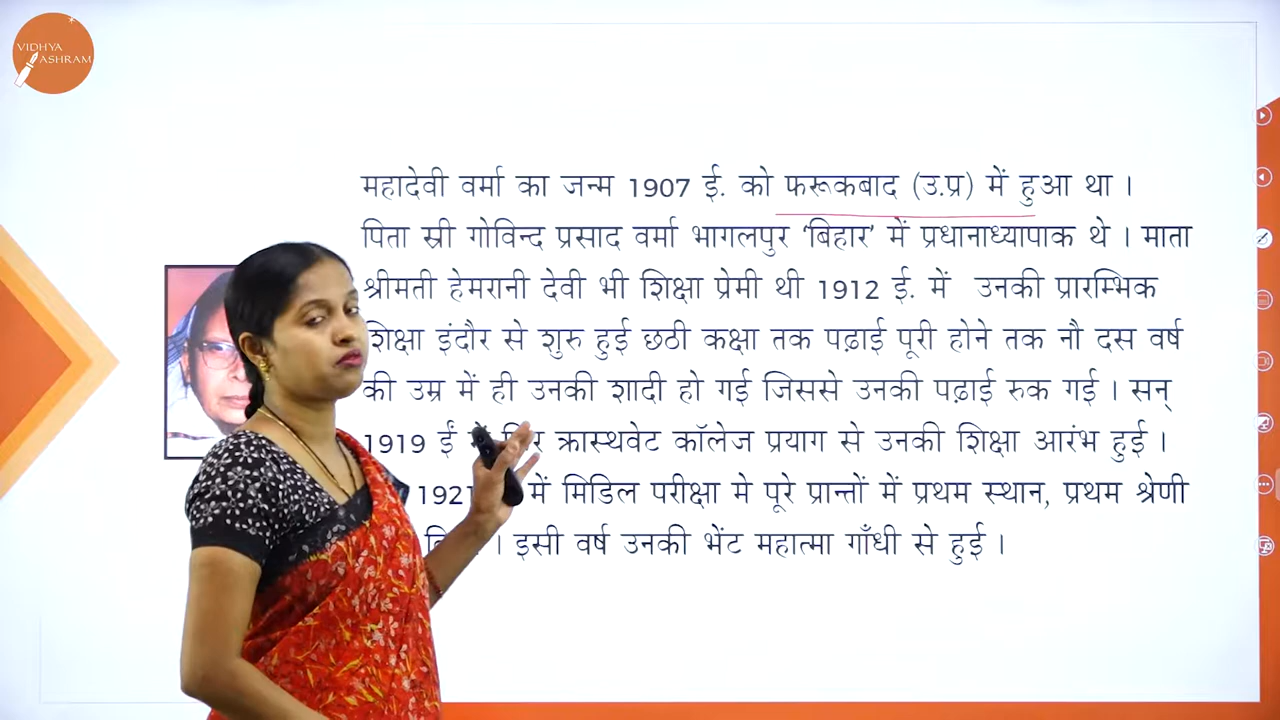 VIDHYA
ASHRAM
महादेवी वर्मा का जन्म 1907 ई. को फरूकबाद (उ.प्र) में हुआ था ।
पिता स्री गोविन्द प्रसाद वर्मा भागलपुर ‘बिहार’ में प्रधानाध्यापाक थे । माता
श्रीमती हेमरानी देवी भी शिक्षा प्रेमी थी 1912 ई. में उनकी प्रारम्भिक
शिक्षा इंदौर से शुरु हुई छठी कक्षा तक पढ़ाई पूरी होने तक नौ दस वर्ष
की उम्र में ही उनकी शादी हो गई जिससे उनकी पढ़ाई रुक गई । सन्
1919 ईं क्रास्थवेट कॉलेज प्रयाग से उनकी शिक्षा आरंभ हुई ।
1921 में मिडिल परीक्षा मे पूरे प्रान्तों में प्रथम स्थान, प्रथम श्रेणी
। इसी वर्ष उनकी भेंट महात्मा गाँधी से हुई ।